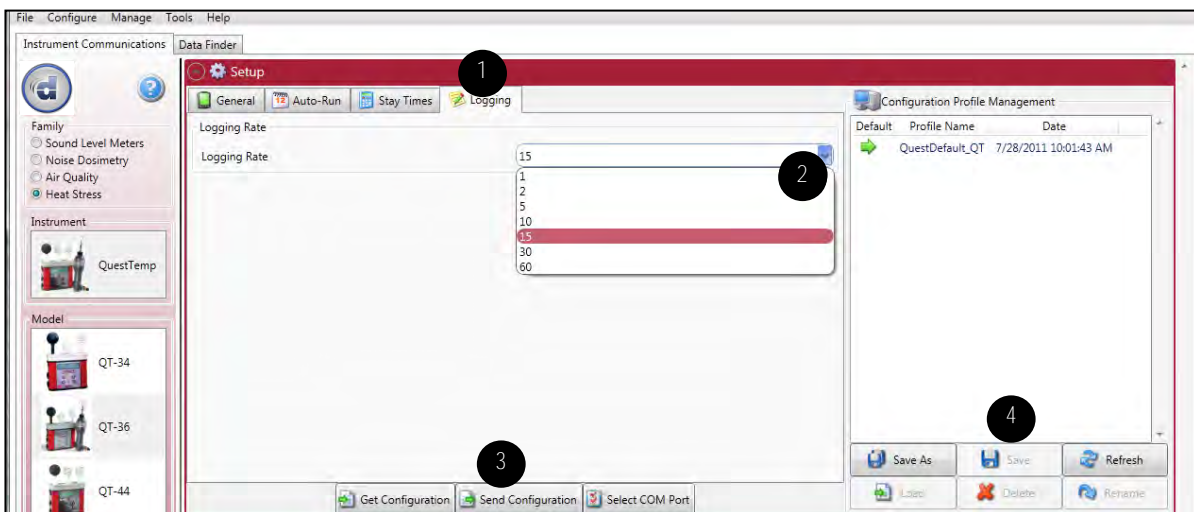 File Configure Manage Tools Help
Instrument Communications Data Finder
Setup
1
General Auto-Run Stay Times Logging
Configuration Profile Management
Family
Sound Level Meters
Noise Dosimetry
Air Quality
Heat Stress
Logging Rate
Logging Rate 15
1
2
5
10
15
30
60
2
Default Profile Name Date
QuestDefault_QT 7/28/2011 10:01:43 AM
Instrument
QuestTemp
Model
QT-34
QT-36
QT-44
3
Get Configuration Send Configuration Select COM Port
4
Save As Save Refresh
Load Delete Rename